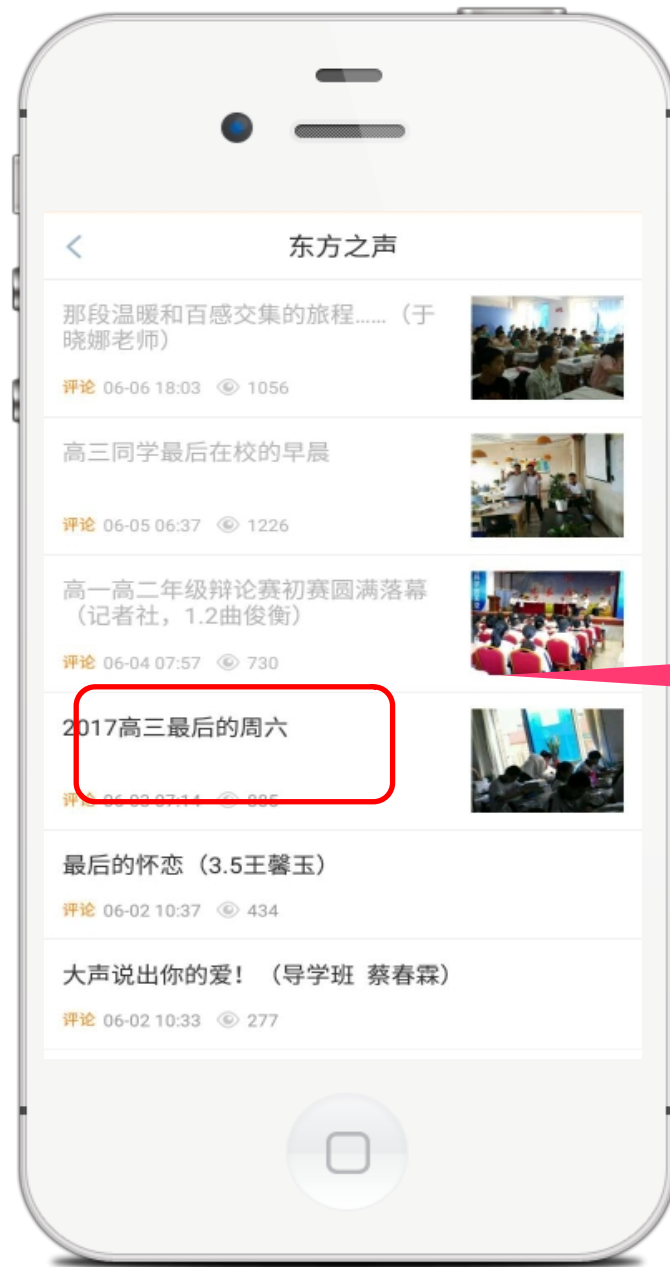 东方之声
那段温暖和百感交集的旅程……（于
晓娜老师）
评论 06-06 18:03 1056
高三同学最后在校的早晨
评论 06-05 06:37 1226
高一高二年级辩论赛初赛圆满落幕
（记者社，1.2曲俊衡）
评论 06-04 07:57 730
2017高三最后的周六
评论 06-03 07:14 885
最后的怀恋（3.5王馨玉）
评论 06-02 10:37 434
大声说出你的爱！（导学班 蔡春霖）
评论 06-02 10:33 277